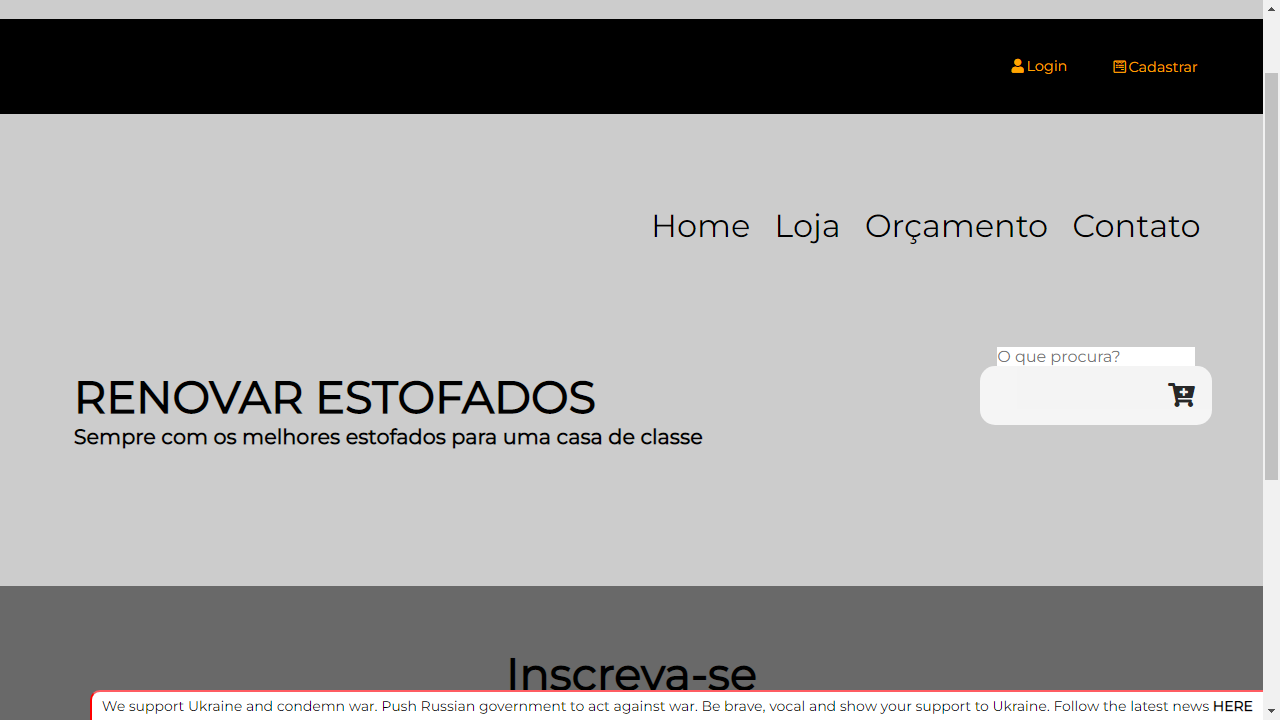 Login Cadastrar
Home Loja Orçamento Contato
O que procura?
RENOVAR ESTOFADOS
Sempre com os melhores estofados para uma casa de classe
Inscreva-se
We support Ukraine and condemn war. Push Russian government to act against war. Be brave, vocal and show your support to Ukraine. Follow the latest news HERE